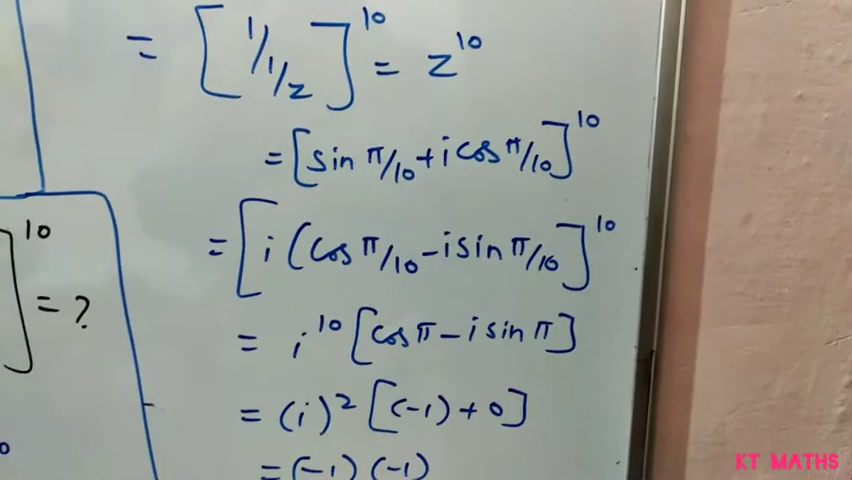 = [1/1/z]^10 = z^10
= [sin π/10 + i cos π/10]^10
= [i (cos π/10 - i sin π/10]^10
]^10 = ?
= i^10 [cos π - i sin π]
= (i)^2 [(-1) + 0]
= (-1) (-1)
KT MATHS